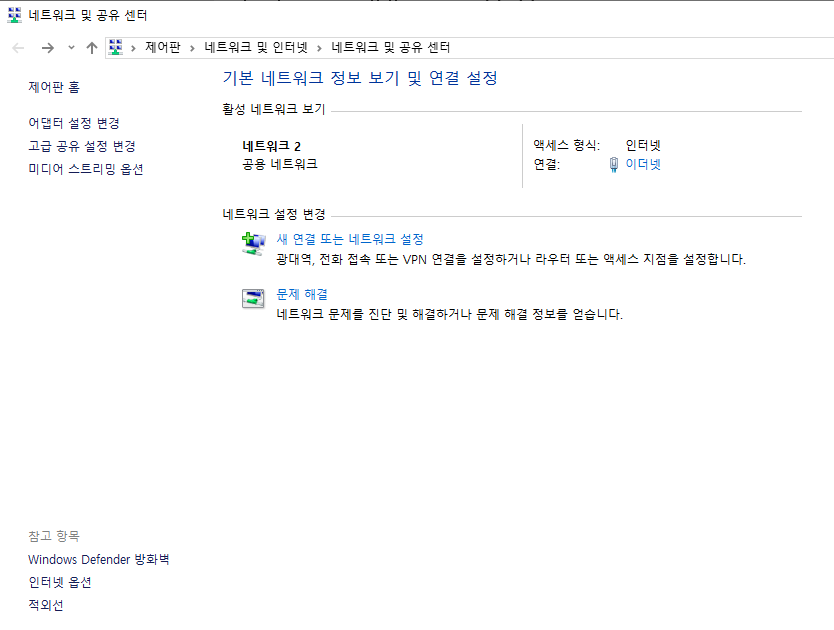 네트워크 및 공유 센터
제어판 › 네트워크 및 인터넷 › 네트워크 및 공유 센터
제어판 홈
어댑터 설정 변경
고급 공유 설정 변경
미디어 스트리밍 옵션
기본 네트워크 정보 보기 및 연결 설정
활성 네트워크 보기
네트워크 2
공용 네트워크
액세스 형식: 인터넷
연결: 이더넷
네트워크 설정 변경
새 연결 또는 네트워크 설정
광대역, 전화 접속 또는 VPN 연결을 설정하거나 라우터 또는 액세스 지점을 설정합니다.
문제 해결
네트워크 문제를 진단 및 해결하거나 문제 해결 정보를 얻습니다.
참고 항목
Windows Defender 방화벽
인터넷 옵션
적외선